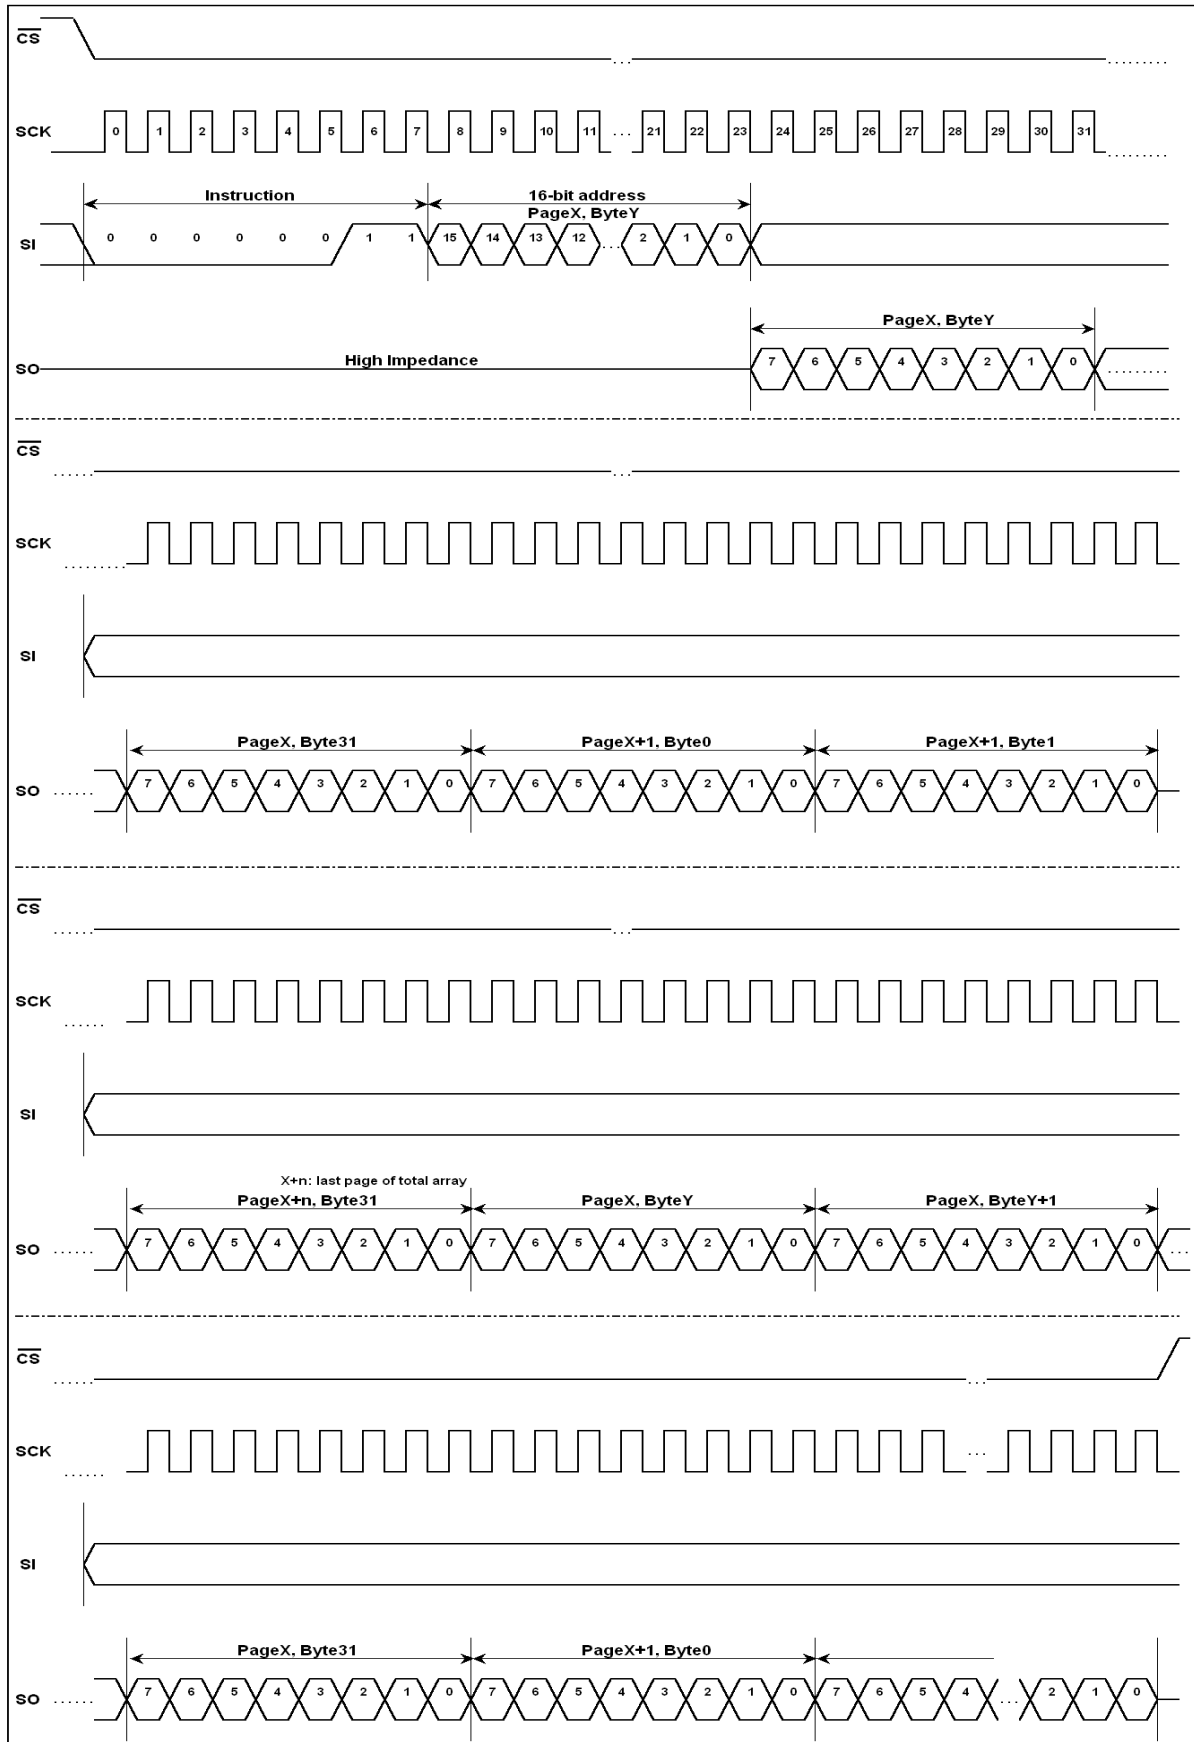 CS
SCK 0 1 2 3 4 5 6 7 8 9 10 11 ... 21 22 23 24 25 26 27 28 29 30 31
Instruction 16-bit address
PageX, ByteY
SI 0 0 0 0 0 0 1 1 15 14 13 12 ... 2 1 0
PageX, ByteY
SO High Impedance 7 6 5 4 3 2 1 0
CS
SCK
SI
PageX, Byte31 PageX+1, Byte0 PageX+1, Byte1
SO 7 6 5 4 3 2 1 0 7 6 5 4 3 2 1 0 7 6 5 4 3 2 1 0
CS
SCK
SI
X+n: last page of total array
PageX+n, Byte31 PageX, ByteY PageX, ByteY+1
SO 7 6 5 4 3 2 1 0 7 6 5 4 3 2 1 0 7 6 5 4 3 2 1 0
CS
SCK
SI
PageX, Byte31 PageX+1, Byte0
SO 7 6 5 4 3 2 1 0 7 6 5 4 3 2 1 0 7 6 5 4 ... 2 1 0